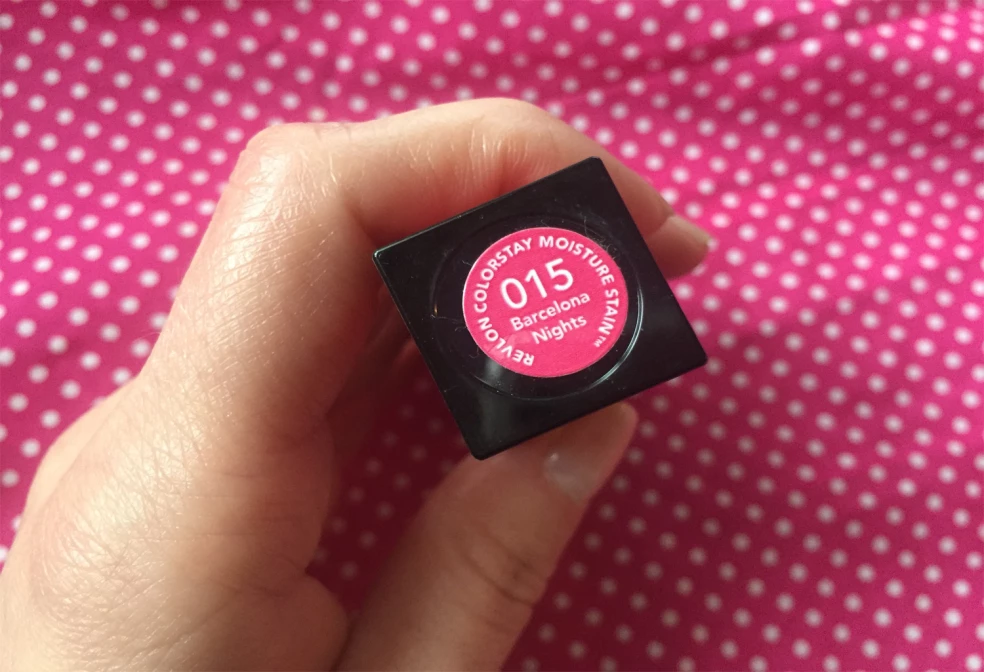 REVLON COLORSTAY MOISTURE STAIN™
015
Barcelona
Nights